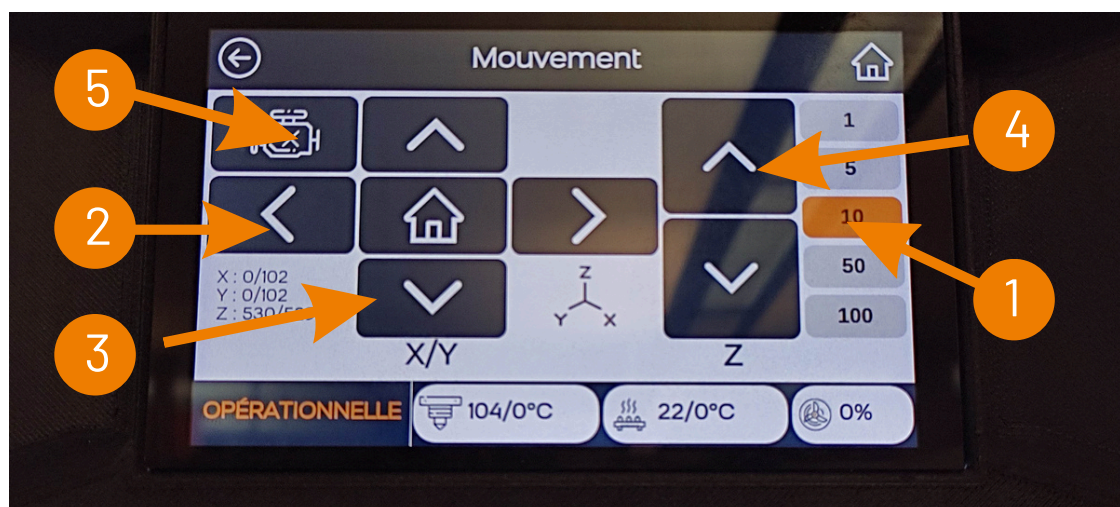 Mouvement
5
1
4
5
2
10
X : 0/102
50
Y : 0/102
Z : 530/
1
100
3
X/Y
Z
Z
Y
X
OPÉRATIONNELLE
104/0°C
22/0°C
0%